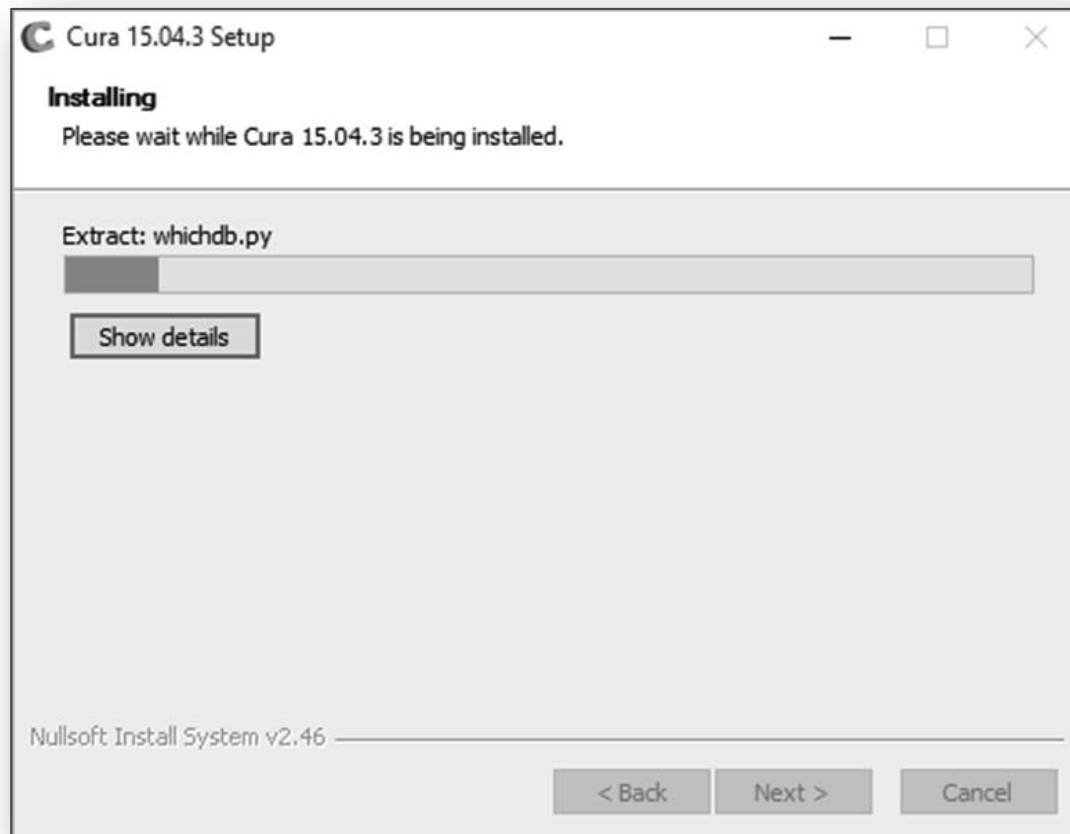 Cura 15.04.3 Setup
Installing
Please wait while Cura 15.04.3 is being installed.
Extract: whichdb.py
Show details
Nullsoft Install System v2.46
< Back
Next >
Cancel